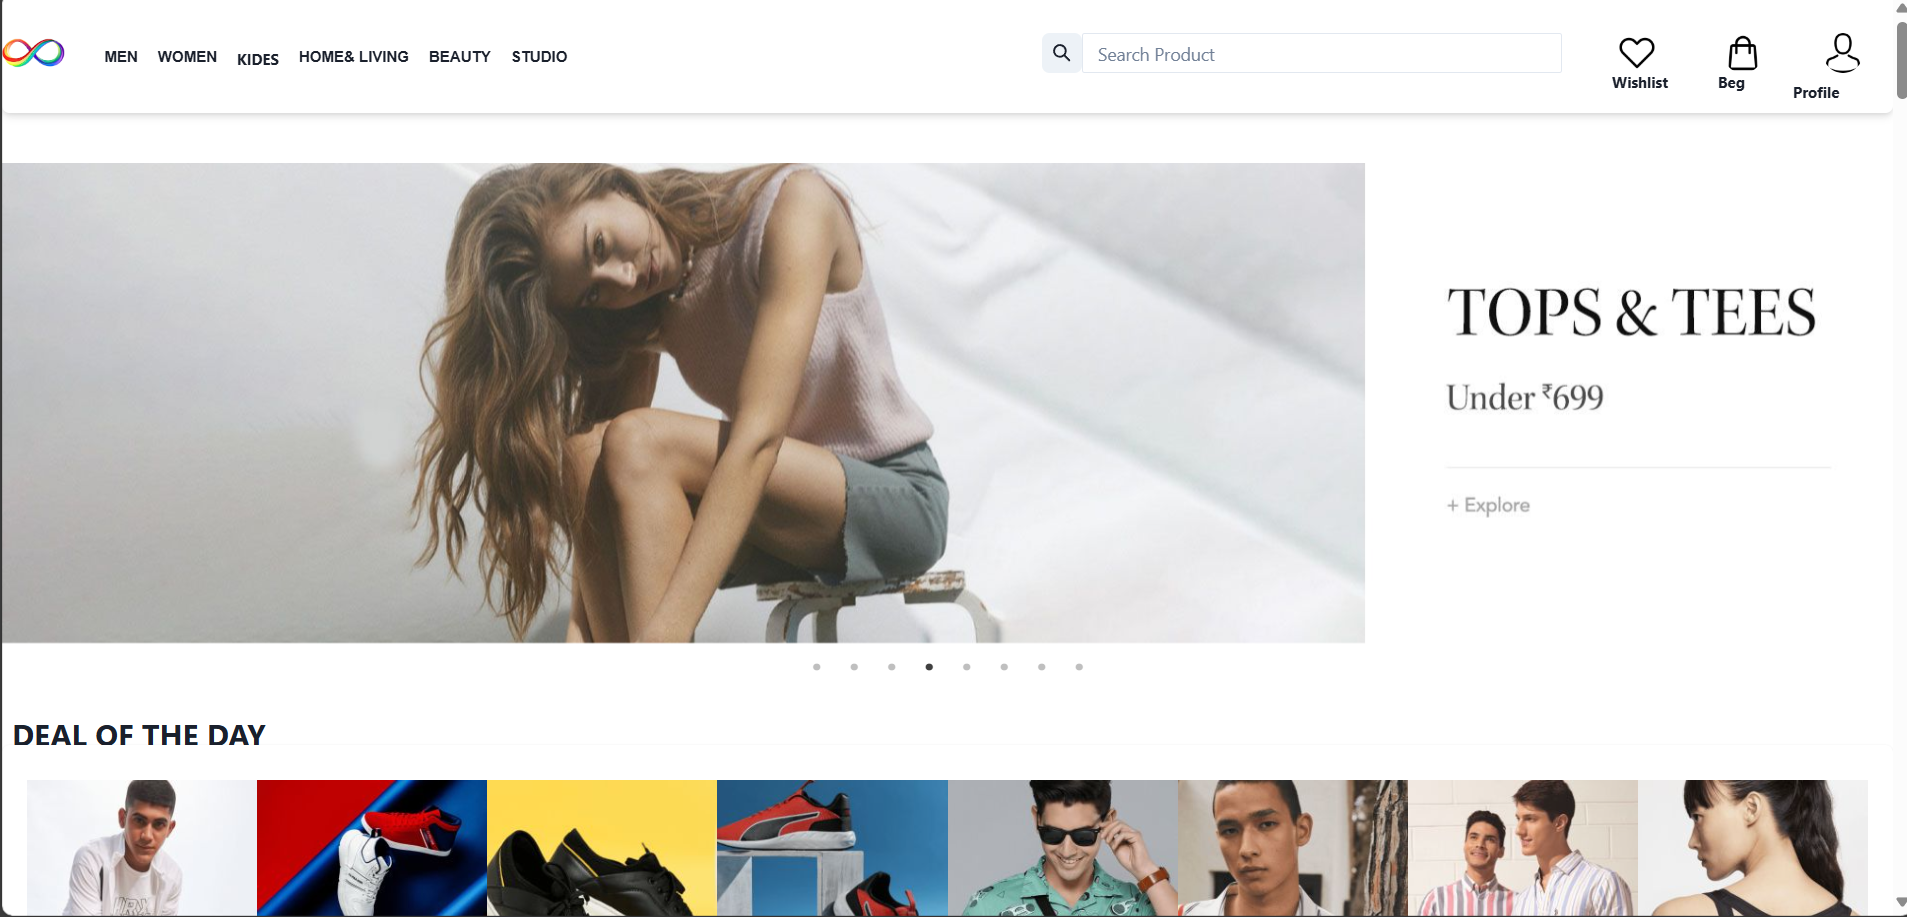 MEN WOMEN KIDES HOME& LIVING BEAUTY STUDIO
Search Product
Wishlist
Beg
Profile
TOPS & TEES
Under ₹699
+ Explore
DEAL OF THE DAY